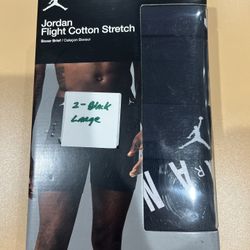 Jordan
Flight Cotton Stretch
Boxer Brief / Caleçon Boxeur
2-Black
Large